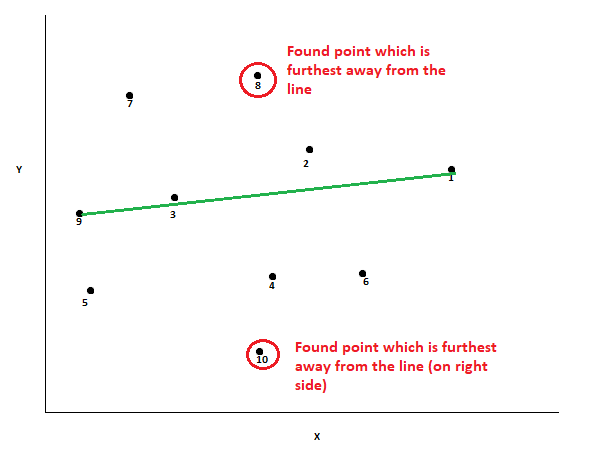 Found point which is
furthest away from the
line
8
7
2
Y
1
3
9
4
6
5
Found point which is furthest
away from the line (on right
side)
10
X